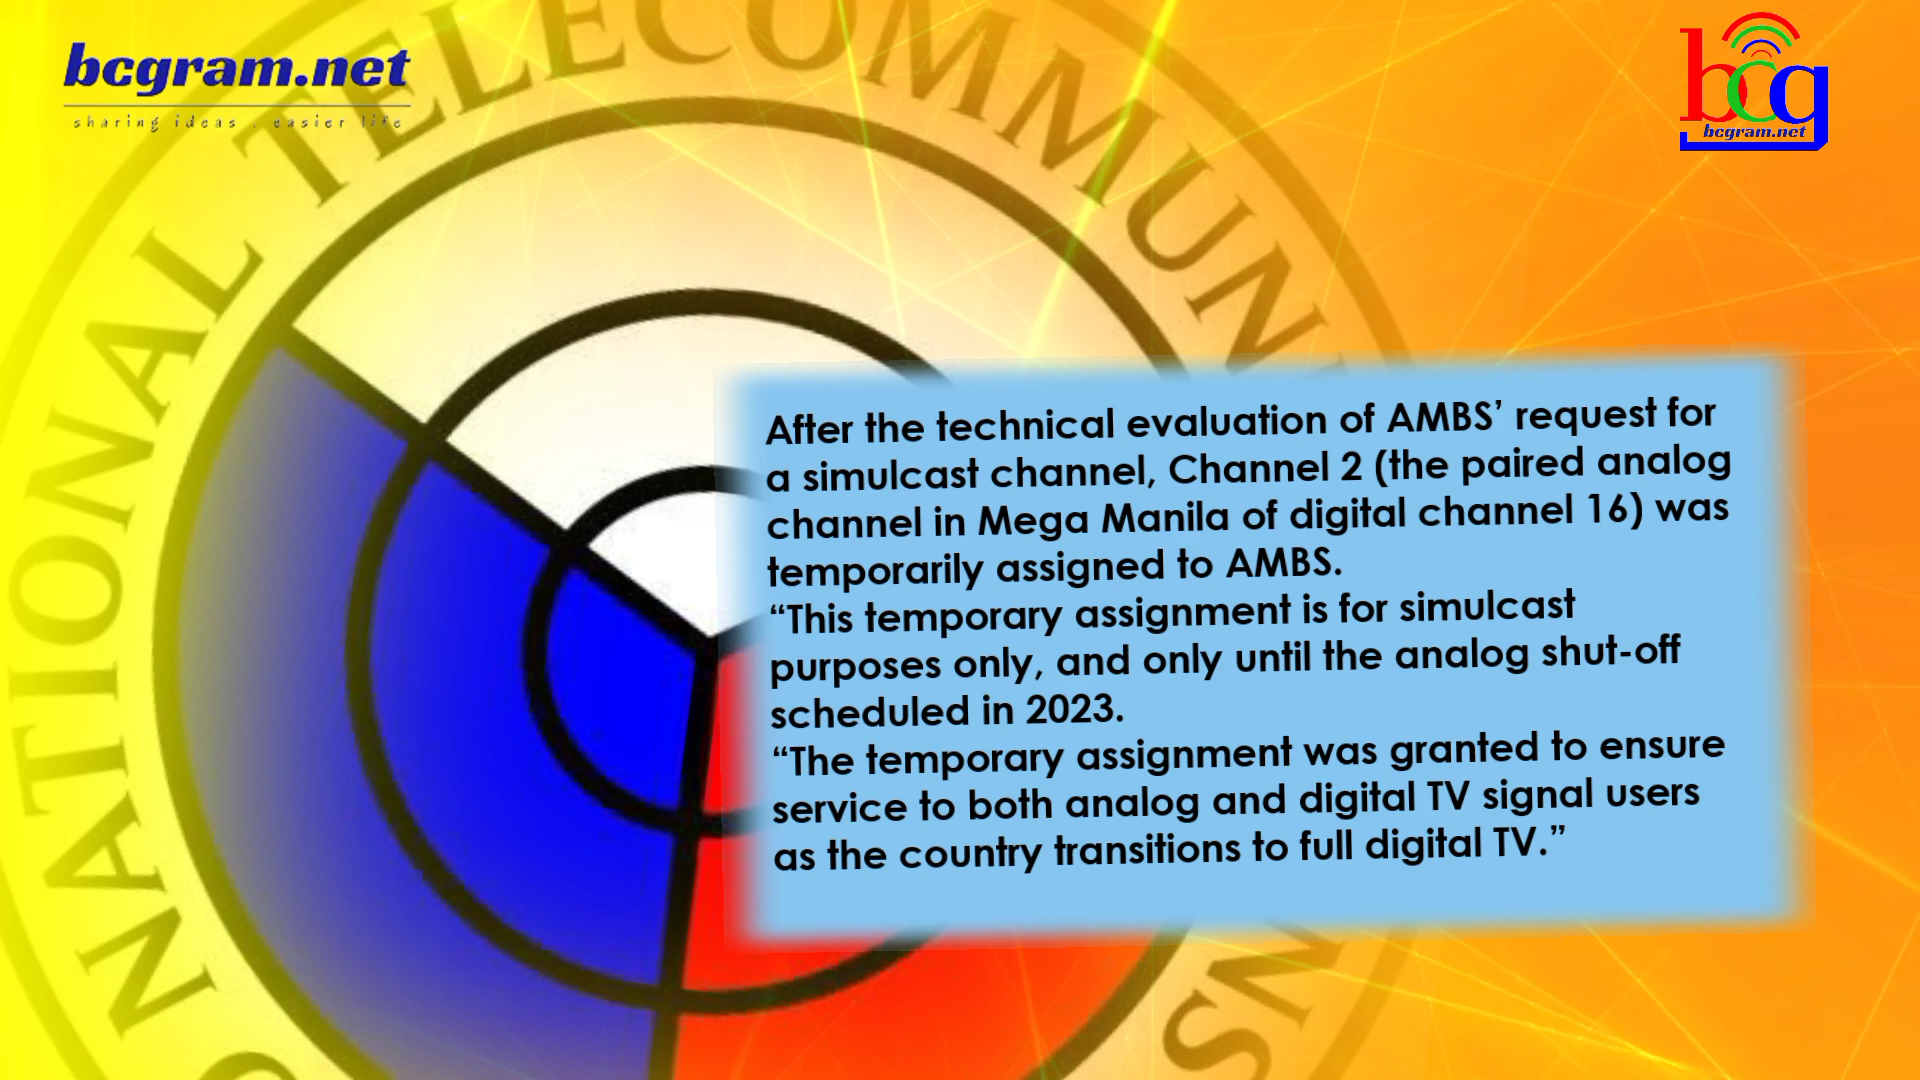 bcgram.net
sharing ideas . easier life
bcg
bcgram.net
NATIONAL TELECOMMUN
NS
After the technical evaluation of AMBS’ request for
a simulcast channel, Channel 2 (the paired analog
channel in Mega Manila of digital channel 16) was
temporarily assigned to AMBS.
“This temporary assignment is for simulcast
purposes only, and only until the analog shut-off
scheduled in 2023.
“The temporary assignment was granted to ensure
service to both analog and digital TV signal users
as the country transitions to full digital TV.”